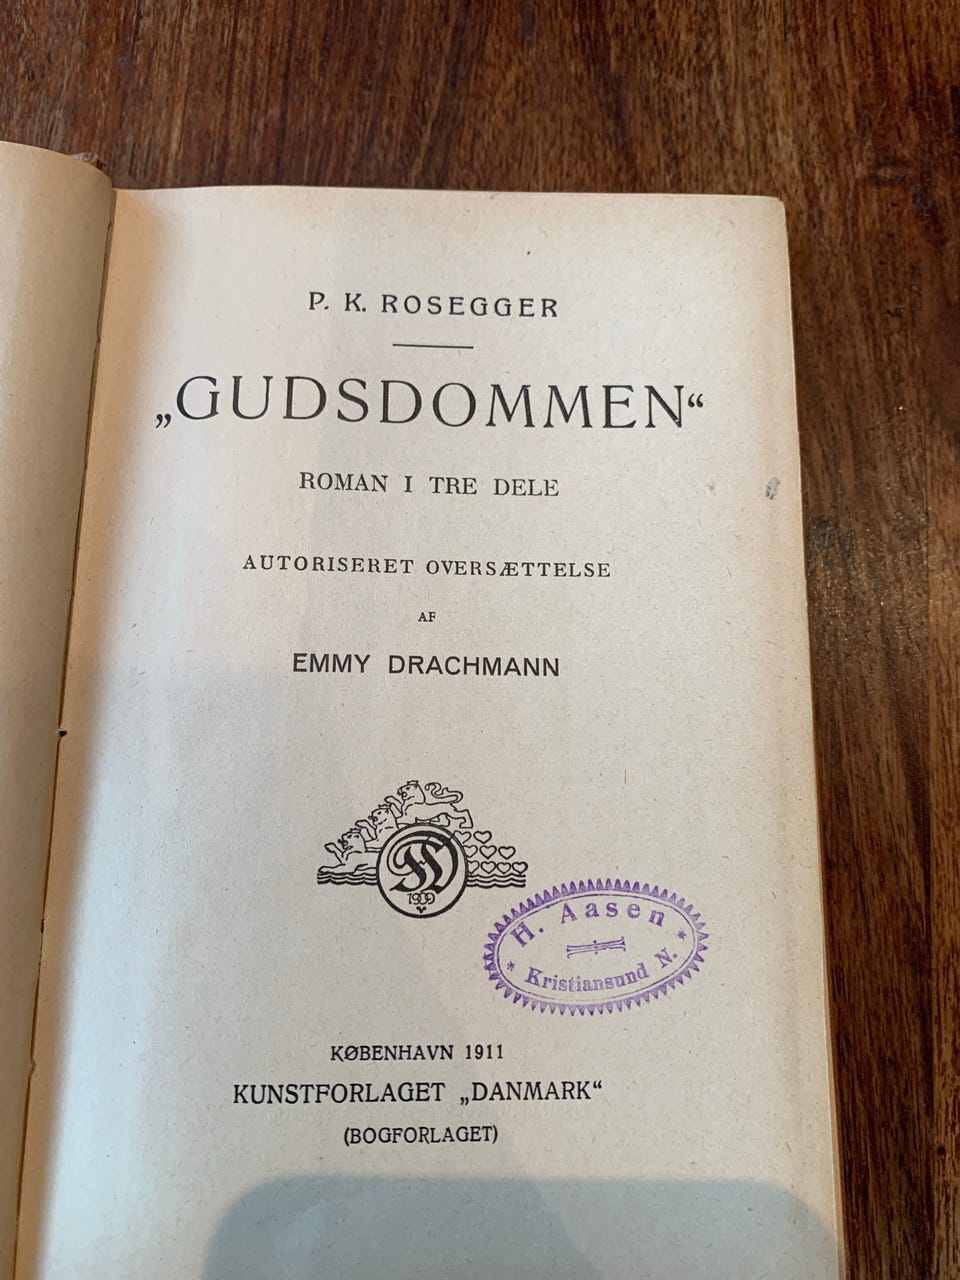 P. K. ROSEGGER
„GUDSDOMMEN“
ROMAN I TRE DELE
AUTORISERET OVERSÆTTELSE
AF
EMMY DRACHMANN
1909
H. Aasen
* Kristiansund N. *
KØBENHAVN 1911
KUNSTFORLAGET „DANMARK“
(BOGFORLAGET)